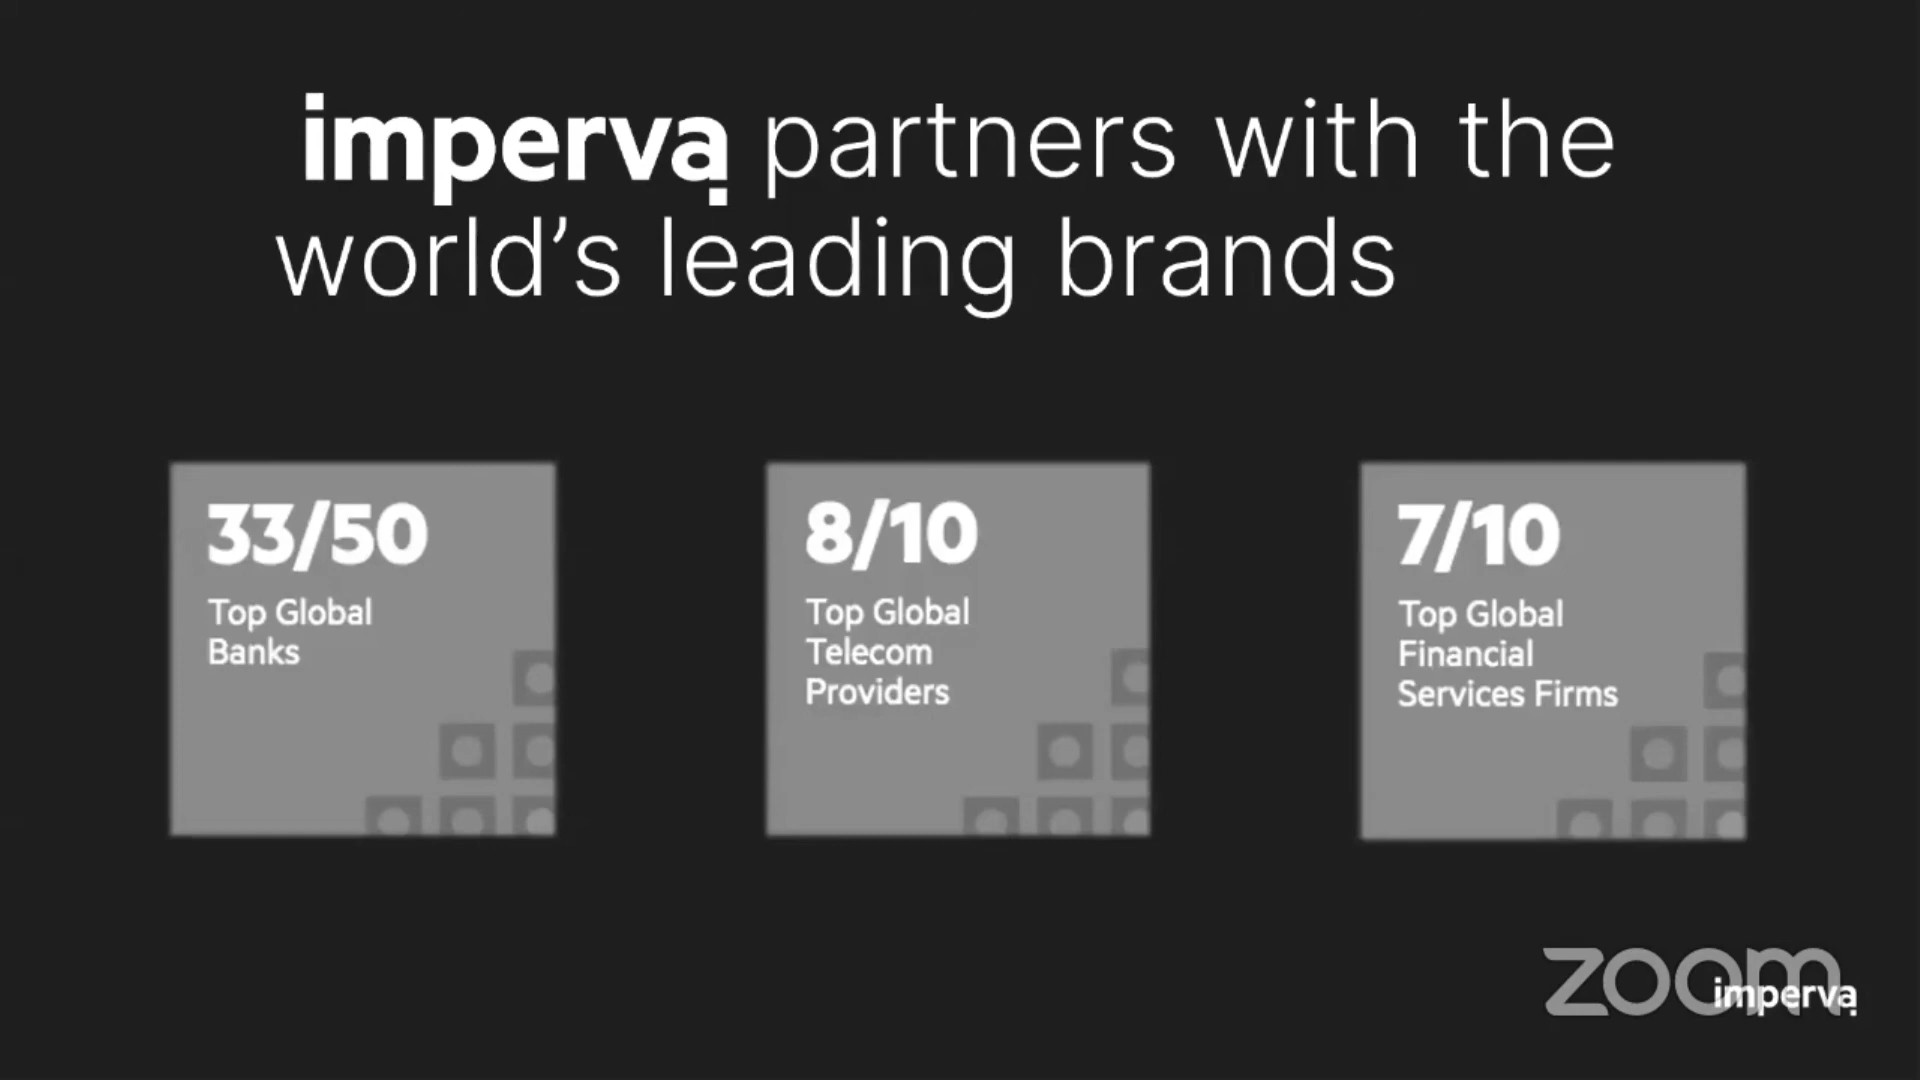 imperva partners with the
world’s leading brands
33/50
Top Global
Banks
8/10
Top Global
Telecom
Providers
7/10
Top Global
Financial
Services Firms
zoom
imperva